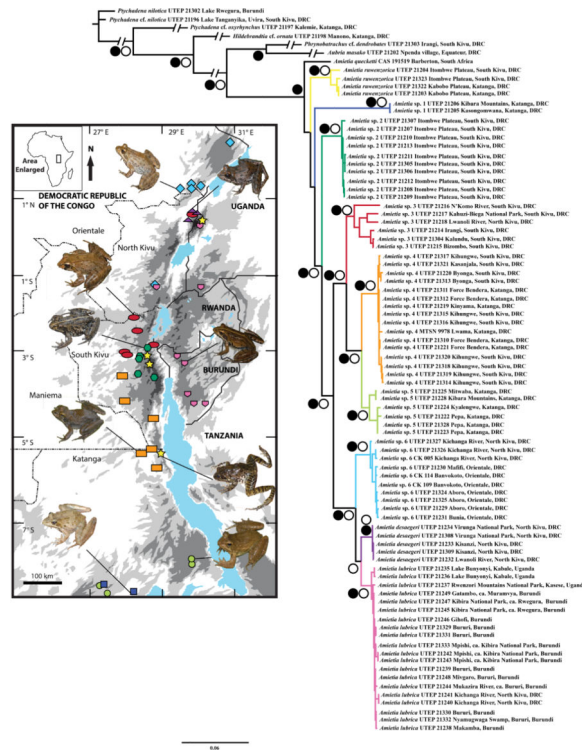 Ptychadena nilotica UTEP 21302 Lake Rwegura, Burundi
Ptychadena cf. nilotica UTEP 21196 Lake Tanganyika, Uvira, South Kivu, DRC
Ptychadena cf. oxyrhynchus UTEP 21197 Kalemie, Katanga, DRC
Hildebrandtia cf. ornata UTEP 21198 Manono, Katanga, DRC
Phrynobatrachus cf. dendrobates UTEP 21303 Irangi, South Kivu, DRC
Aubria masako UTEP 21202 Npenda village, Equateur, DRC
Amietia queckettii CAS 191519 Barberton, South Africa
Amietia ruwenzorica UTEP 21204 Itombwe Plateau, South Kivu, DRC
Amietia ruwenzorica UTEP 21323 Itombwe Plateau, South Kivu, DRC
Amietia ruwenzorica UTEP 21322 Kabobo Plateau, Katanga, DRC
Amietia ruwenzorica UTEP 21203 Kabobo Plateau, Katanga, DRC
Amietia sp. 1 UTEP 21206 Kibara Mountains, Katanga, DRC
Amietia sp. 1 UTEP 21205 Kasongomwana, Katanga, DRC
Amietia sp. 2 UTEP 21307 Itombwe Plateau, South Kivu, DRC
Amietia sp. 2 UTEP 21207 Itombwe Plateau, South Kivu, DRC
Amietia sp. 2 UTEP 21210 Itombwe Plateau, South Kivu, DRC
Amietia sp. 2 UTEP 21213 Itombwe Plateau, South Kivu, DRC
Amietia sp. 2 UTEP 21211 Itombwe Plateau, South Kivu, DRC
Amietia sp. 2 UTEP 21305 Itombwe Plateau, South Kivu, DRC
Amietia sp. 2 UTEP 21306 Itombwe Plateau, South Kivu, DRC
Amietia sp. 2 UTEP 21212 Itombwe Plateau, South Kivu, DRC
Amietia sp. 2 UTEP 21208 Itombwe Plateau, South Kivu, DRC
Amietia sp. 2 UTEP 21209 Itombwe Plateau, South Kivu, DRC
Amietia sp. 3 UTEP 21216 N'Komo River, South Kivu, DRC
Amietia sp. 3 UTEP 21217 Kahuzi-Biega National Park, South Kivu, DRC
Amietia sp. 3 UTEP 21218 Lwanoli River, North Kivu, DRC
Amietia sp. 3 UTEP 21214 Irangi, South Kivu, DRC
Amietia sp. 3 UTEP 21304 Kalundu, South Kivu, DRC
Amietia sp. 3 UTEP 21215 Bizombo, South Kivu, DRC
Amietia sp. 4 UTEP 21317 Kihungwe, South Kivu, DRC
Amietia sp. 4 UTEP 21321 Kasanjala, South Kivu, DRC
Amietia sp. 4 UTEP 21220 Byonga, South Kivu, DRC
Amietia sp. 4 UTEP 21313 Byonga, South Kivu, DRC
Amietia sp. 4 UTEP 21311 Force Bendera, Katanga, DRC
Amietia sp. 4 UTEP 21312 Force Bendera, Katanga, DRC
Amietia sp. 4 UTEP 21219 Kinyama, Katanga, DRC
Amietia sp. 4 UTEP 21315 Kihungwe, South Kivu, DRC
Amietia sp. 4 UTEP 21316 Kihungwe, South Kivu, DRC
Amietia sp. 4 MTSN 9978 Lwama, Katanga, DRC
Amietia sp. 4 UTEP 21310 Force Bendera, Katanga, DRC
Amietia sp. 4 UTEP 21221 Force Bendera, Katanga, DRC
Amietia sp. 4 UTEP 21320 Kihungwe, South Kivu, DRC
Amietia sp. 4 UTEP 21318 Kihungwe, South Kivu, DRC
Amietia sp. 4 UTEP 21319 Kihungwe, South Kivu, DRC
Amietia sp. 4 UTEP 21314 Kihungwe, South Kivu, DRC
Amietia sp. 5 UTEP 21225 Mitwaba, Katanga, DRC
Amietia sp. 5 UTEP 21228 Kibara Mountains, Katanga, DRC
Amietia sp. 5 UTEP 21224 Kyalengwe, Katanga, DRC
Amietia sp. 5 UTEP 21222 Pepa, Katanga, DRC
Amietia sp. 5 UTEP 21328 Pepa, Katanga, DRC
Amietia sp. 5 UTEP 21223 Pepa, Katanga, DRC
Amietia sp. 6 UTEP 21327 Kichanga River, North Kivu, DRC
Amietia sp. 6 UTEP 21326 Kichanga River, North Kivu, DRC
Amietia sp. 6 CK 005 Kichanga River, North Kivu, DRC
Amietia sp. 6 UTEP 21230 Mafifi, Orientale, DRC
Amietia sp. 6 CK 114 Banvokoto, Orientale, DRC
Amietia sp. 6 CK 109 Banvokoto, Orientale, DRC
Amietia sp. 6 UTEP 21324 Aboro, Orientale, DRC
Amietia sp. 6 UTEP 21325 Aboro, Orientale, DRC
Amietia sp. 6 UTEP 21229 Aboro, Orientale, DRC
Amietia sp. 6 UTEP 21231 Bunia, Orientale, DRC
Amietia desaegeri UTEP 21234 Virunga National Park, North Kivu, DRC
Amietia desaegeri UTEP 21308 Virunga National Park, North Kivu, DRC
Amietia desaegeri UTEP 21233 Kisanzi, North Kivu, DRC
Amietia desaegeri UTEP 21309 Kisanzi, North Kivu, DRC
Amietia desaegeri UTEP 21232 Lwanoli River, North Kivu, DRC
Amietia lubrica UTEP 21235 Lake Bunyonyi, Kabale, Uganda
Amietia lubrica UTEP 21236 Lake Bunyonyi, Kabale, Uganda
Amietia lubrica UTEP 21237 Rwenzori Mountains National Park, Kasese, Uganda
Amietia lubrica UTEP 21249 Gatambo, ca. Muramvya, Burundi
Amietia lubrica UTEP 21247 Kibira National Park, ca. Rwegura, Burundi
Amietia lubrica UTEP 21245 Kibira National Park, ca. Rwegura, Burundi
Amietia lubrica UTEP 21246 Gihofi, Burundi
Amietia lubrica UTEP 21329 Bururi, Burundi
Amietia lubrica UTEP 21331 Bururi, Burundi
Amietia lubrica UTEP 21333 Mpishi, ca. Kibira National Park, Burundi
Amietia lubrica UTEP 21242 Mpishi, ca. Kibira National Park, Burundi
Amietia lubrica UTEP 21243 Mpishi, ca. Kibira National Park, Burundi
Amietia lubrica UTEP 21239 Bururi, Burundi
Amietia lubrica UTEP 21248 Mivgaro, Bururi, Burundi
Amietia lubrica UTEP 21244 Mukazira River, ca. Bururi, Burundi
Amietia lubrica UTEP 21241 Kichanga River, North Kivu, DRC
Amietia lubrica UTEP 21240 Kichanga River, North Kivu, DRC
Amietia lubrica UTEP 21330 Bururi, Burundi
Amietia lubrica UTEP 21332 Nyamugwaga Swamp, Bururi, Burundi
Amietia lubrica UTEP 21238 Makamba, Burundi
27°E
29°E
31°E
Area
Enlarged
N
DEMOCRATIC REPUBLIC
OF THE CONGO
UGANDA
1°N
Orientale
North Kivu
1°S
RWANDA
3°S
South Kivu
BURUNDI
Maniema
TANZANIA
5°S
Katanga
7°S
100 km
0.06